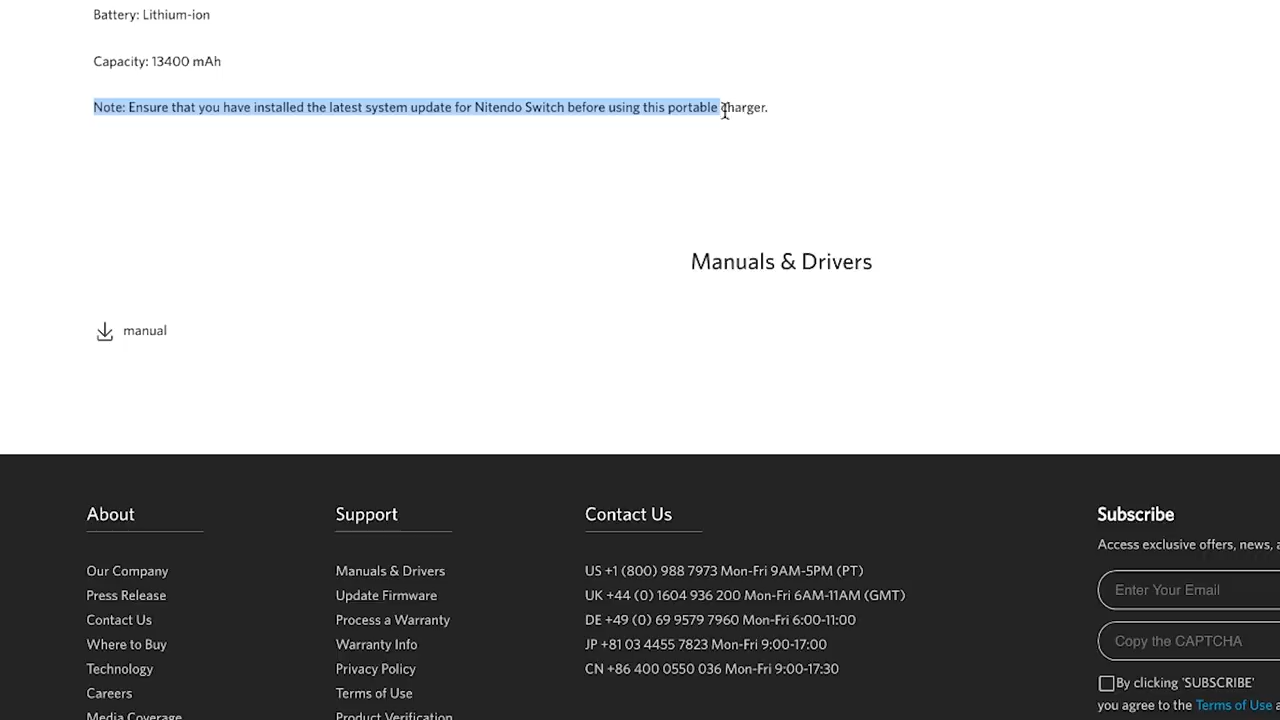 Battery: Lithium-ion
Capacity: 13400 mAh
Note: Ensure that you have installed the latest system update for Nitendo Switch before using this portable charger.
Manuals & Drivers
manual
About
Our Company
Press Release
Contact Us
Where to Buy
Technology
Careers
Media Coverage
Support
Manuals & Drivers
Update Firmware
Process a Warranty
Warranty Info
Privacy Policy
Terms of Use
Product Verification
Contact Us
US +1 (800) 988 7973 Mon-Fri 9AM-5PM (PT)
UK +44 (0) 1604 936 200 Mon-Fri 6AM-11AM (GMT)
DE +49 (0) 69 9579 7960 Mon-Fri 6:00-11:00
JP +81 03 4455 7823 Mon-Fri 9:00-17:00
CN +86 400 0550 036 Mon-Fri 9:00-17:30
Subscribe
Access exclusive offers, news, a
Enter Your Email
Copy the CAPTCHA
By clicking 'SUBSCRIBE'
you agree to the Terms of Use a